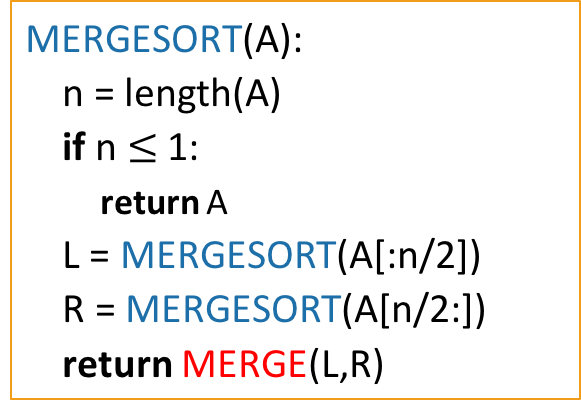 MERGESORT(A):
n = length(A)
if n ≤ 1:
return A
L = MERGESORT(A[:n/2])
R = MERGESORT(A[n/2:])
return MERGE(L,R)